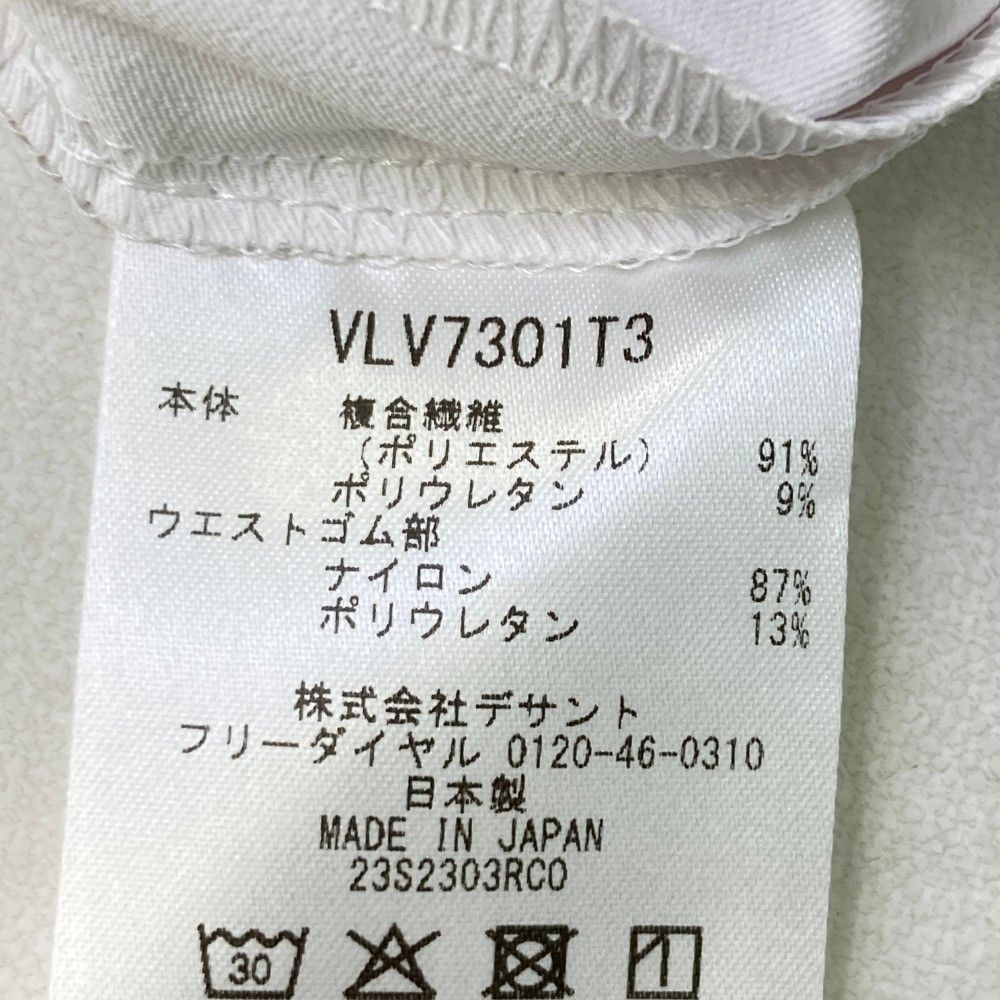 VLV7301T3
本体 複合繊維
(ポリエステル) 91%
ポリウレタン 9%
ウエストゴム部
ナイロン 87%
ポリウレタン 13%
株式会社デサント
フリーダイヤル 0120-46-0310
日本製
MADE IN JAPAN
23S2303RCO
30